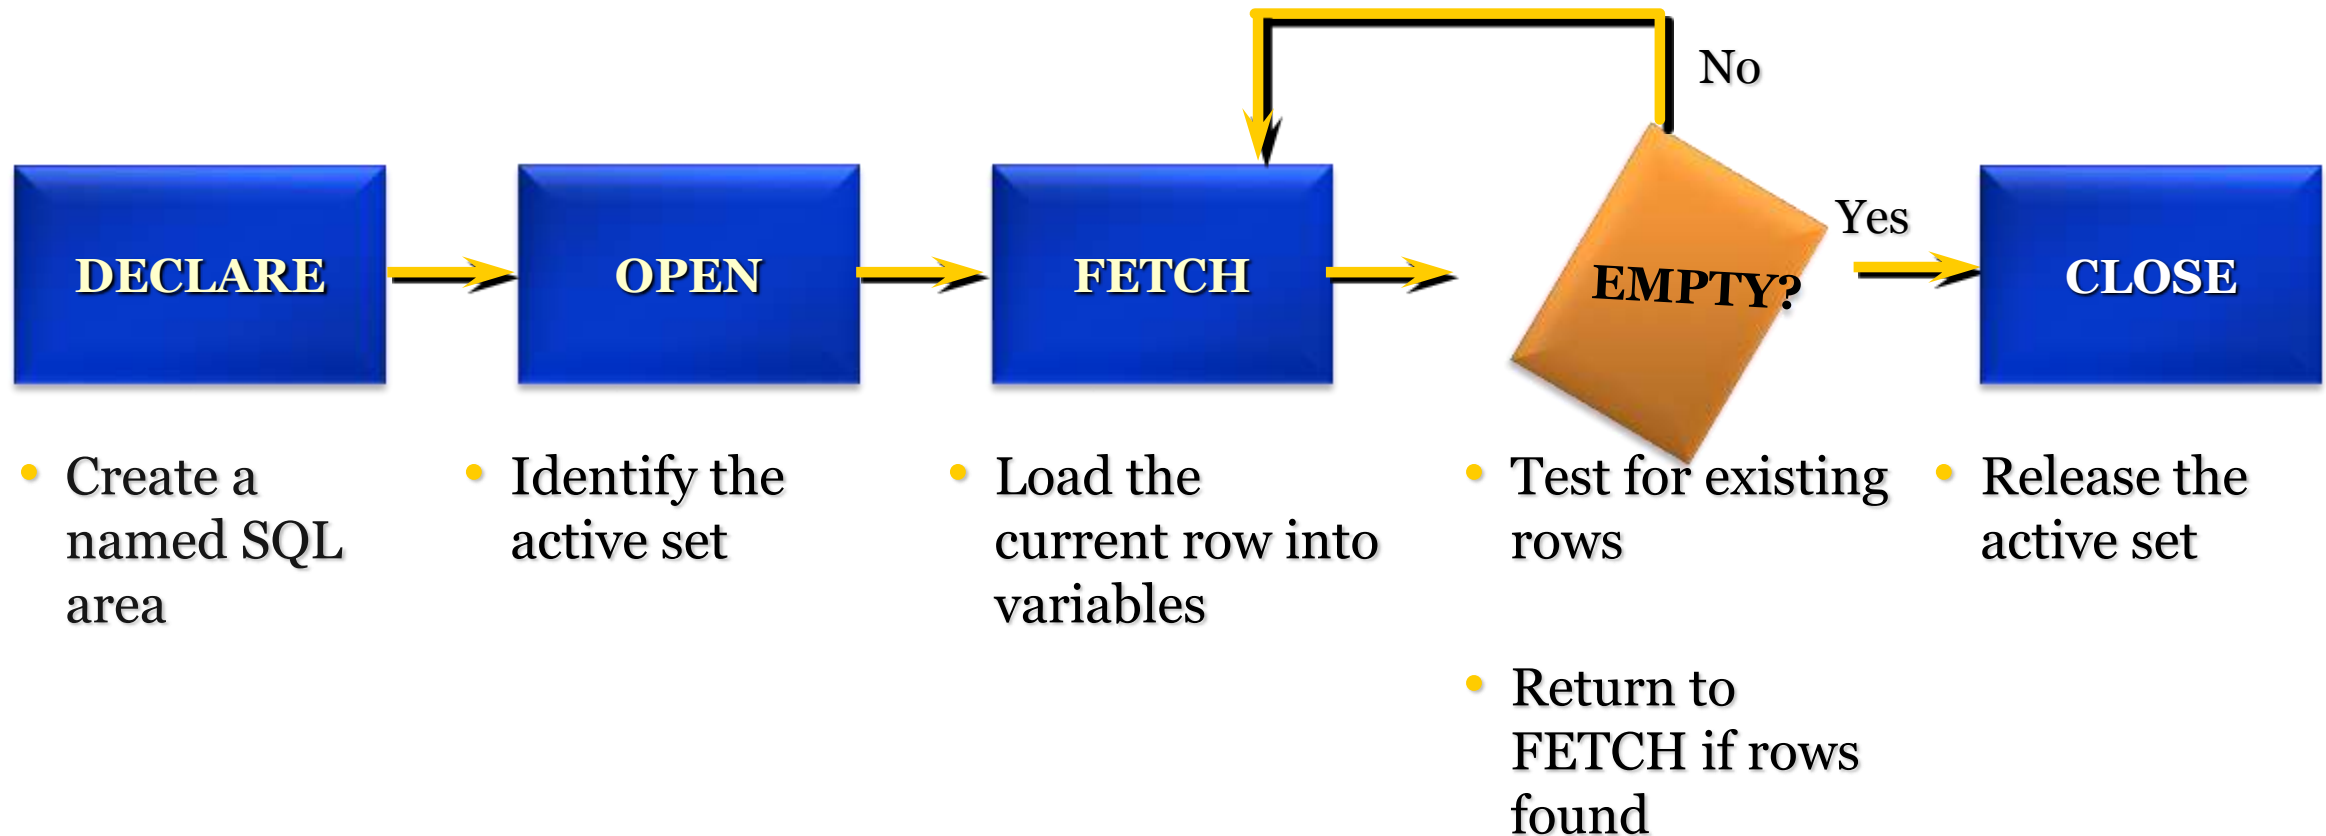 No
Yes
DECLARE
OPEN
FETCH
EMPTY?
CLOSE
• Create a
named SQL
area
• Identify the
active set
• Load the
current row into
variables
• Test for existing
rows
• Return to
FETCH if rows
found
• Release the
active set